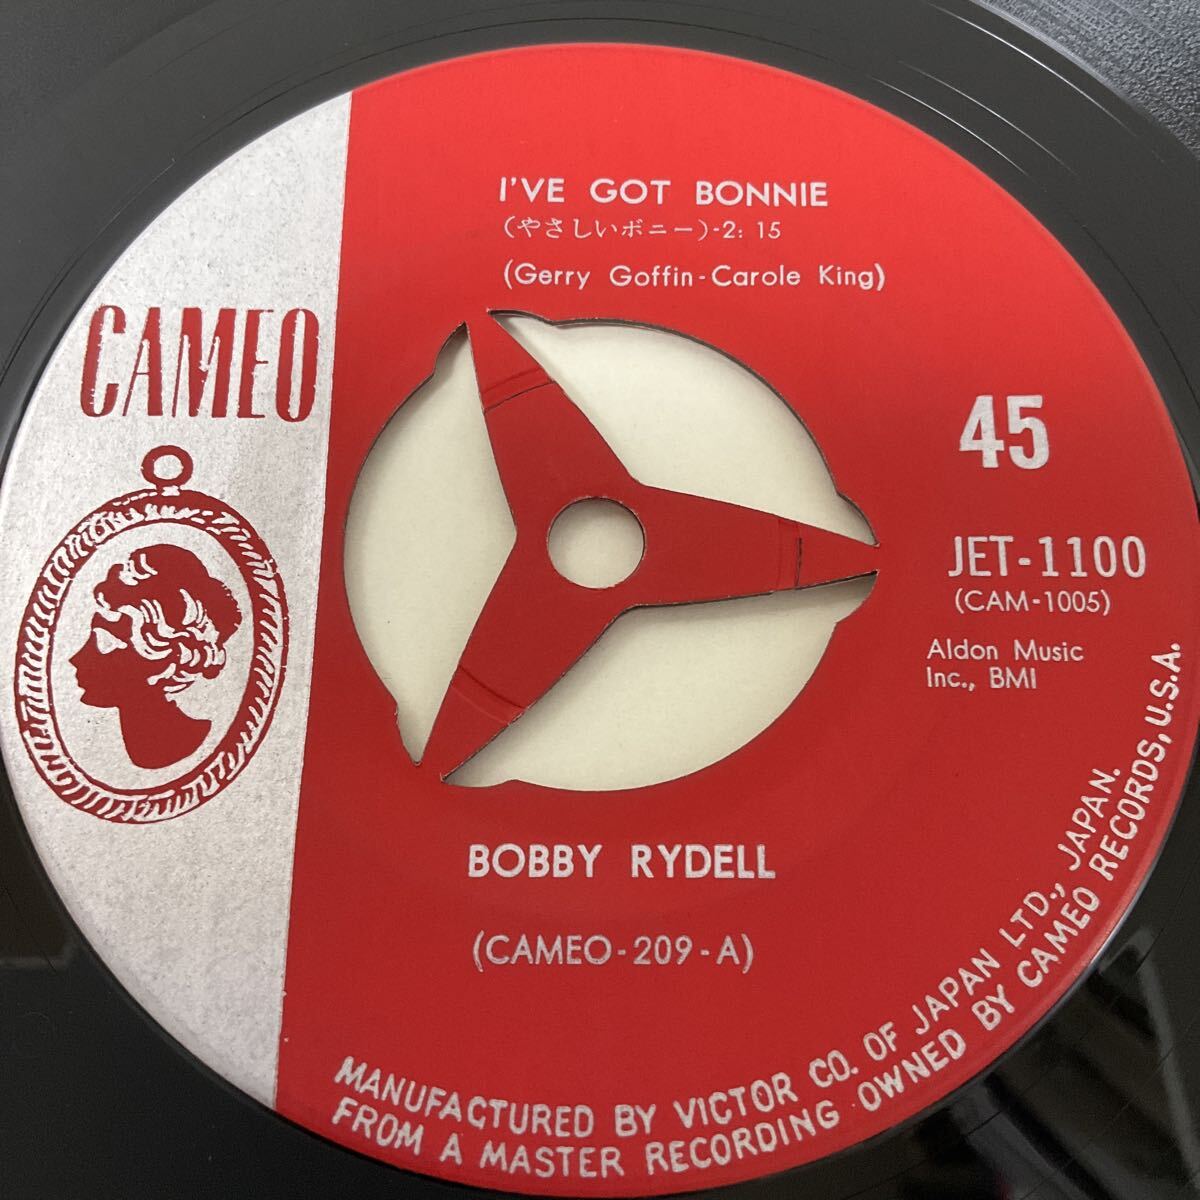 I'VE GOT BONNIE
(やさしいボニー)-2: 15
(Gerry Goffin-Carole King)
CAMEO
45
JET-1100
(CAM-1005)
Aldon Music
Inc., BMI
BOBBY RYDELL
(CAMEO-209-A)
MANUFACTURED BY VICTOR CO. OF JAPAN LTD., JAPAN.
FROM A MASTER RECORDING OWNED BY CAMEO RECORDS, U.S.A.